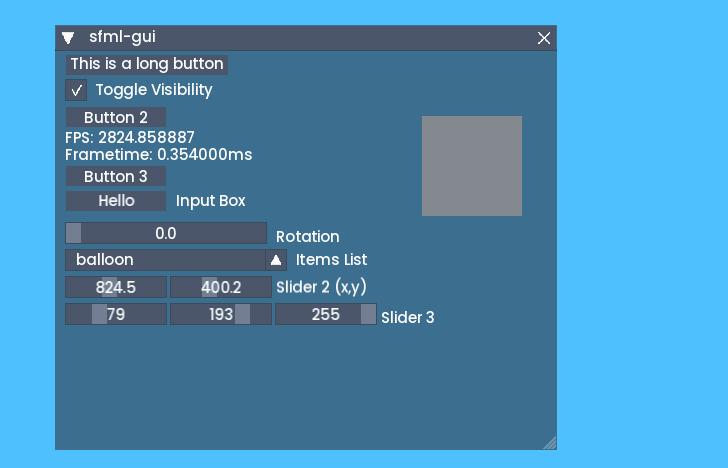 sfml-gui
This is a long button
Toggle Visibility
Button 2
FPS: 2824.858887
Frametime: 0.354000ms
Button 3
Hello Input Box
0.0 Rotation
balloon Items List
824.5 400.2 Slider 2 (x,y)
79 193 255 Slider 3